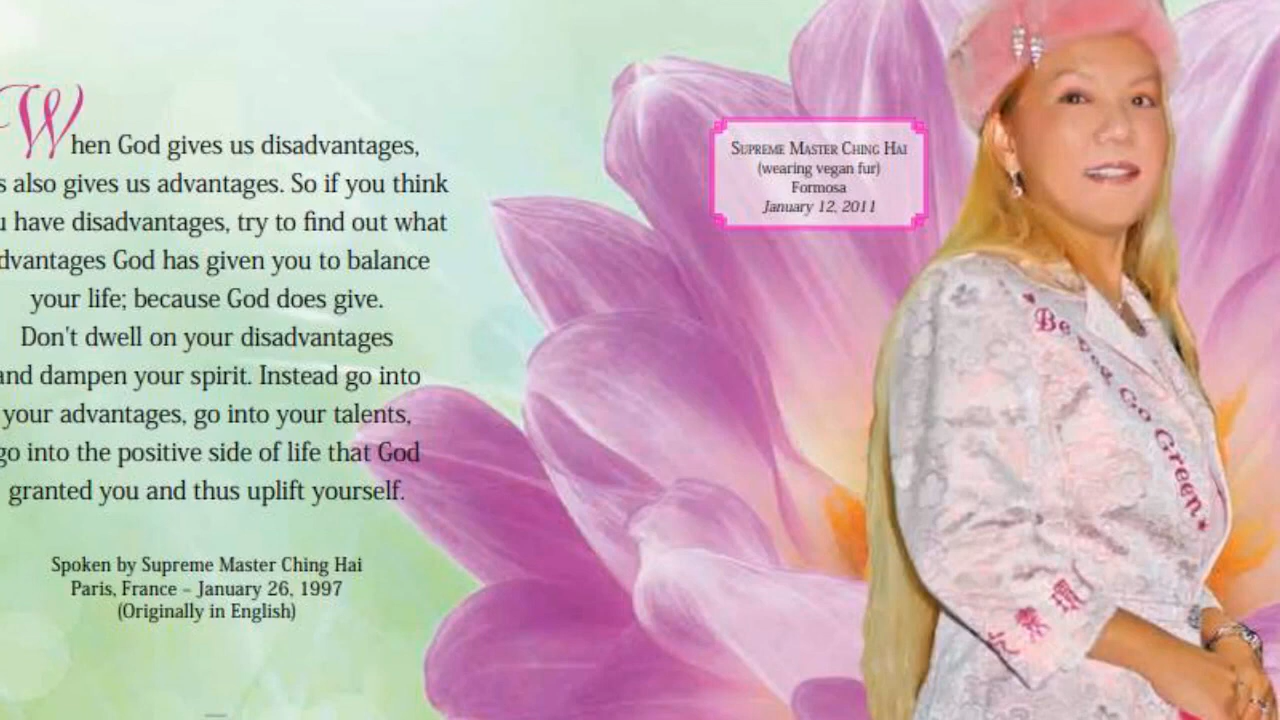 When God gives us disadvantages,
s also gives us advantages. So if you think
u have disadvantages, try to find out what
dvantages God has given you to balance
your life; because God does give.
Don't dwell on your disadvantages
and dampen your spirit. Instead go into
your advantages, go into your talents,
go into the positive side of life that God
granted you and thus uplift yourself.
Spoken by Supreme Master Ching Hai
Paris, France – January 26, 1997
(Originally in English)
SUPREME MASTER CHING HAI
(wearing vegan fur)
Formosa
January 12, 2011
Be Veg Go Green